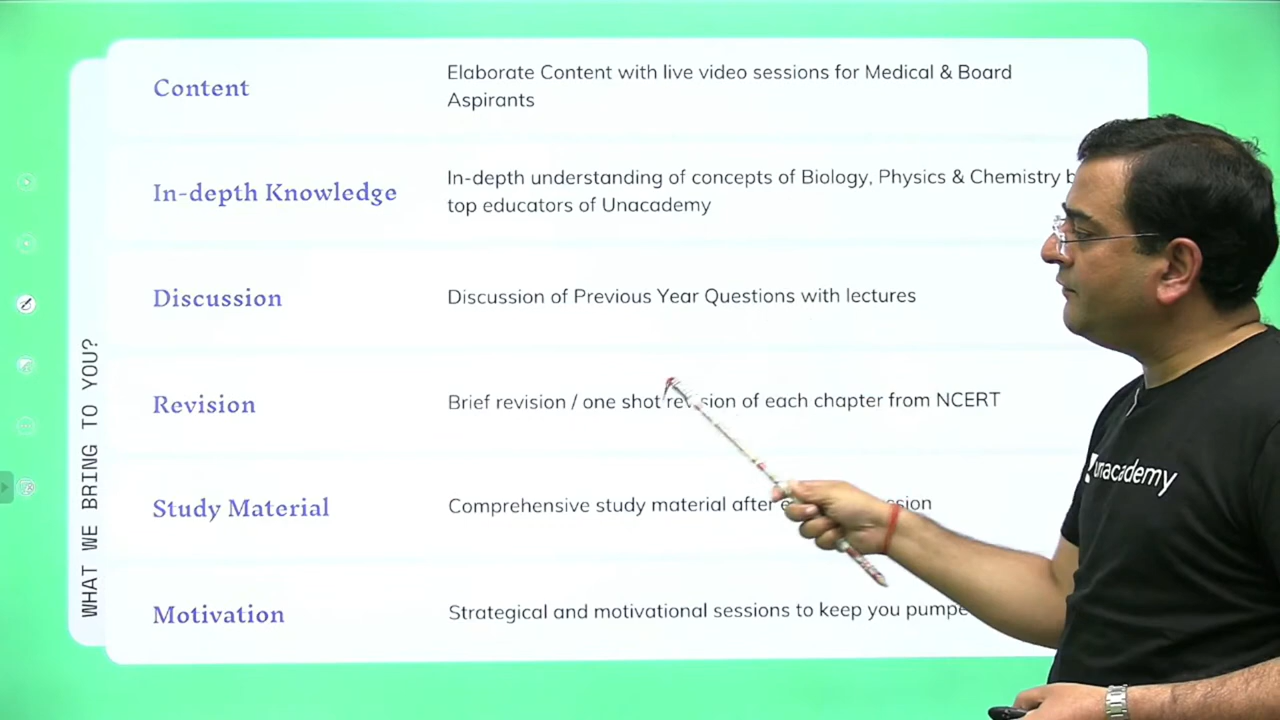 WHAT WE BRING TO YOU?
Content
Elaborate Content with live video sessions for Medical & Board
Aspirants
In-depth Knowledge
In-depth understanding of concepts of Biology, Physics & Chemistry
top educators of Unacademy
Discussion
Discussion of Previous Year Questions with lectures
Revision
Brief revision / one shot revision of each chapter from NCERT
Study Material
Comprehensive study material after
Motivation
Strategical and motivational sessions to keep you
unacademy